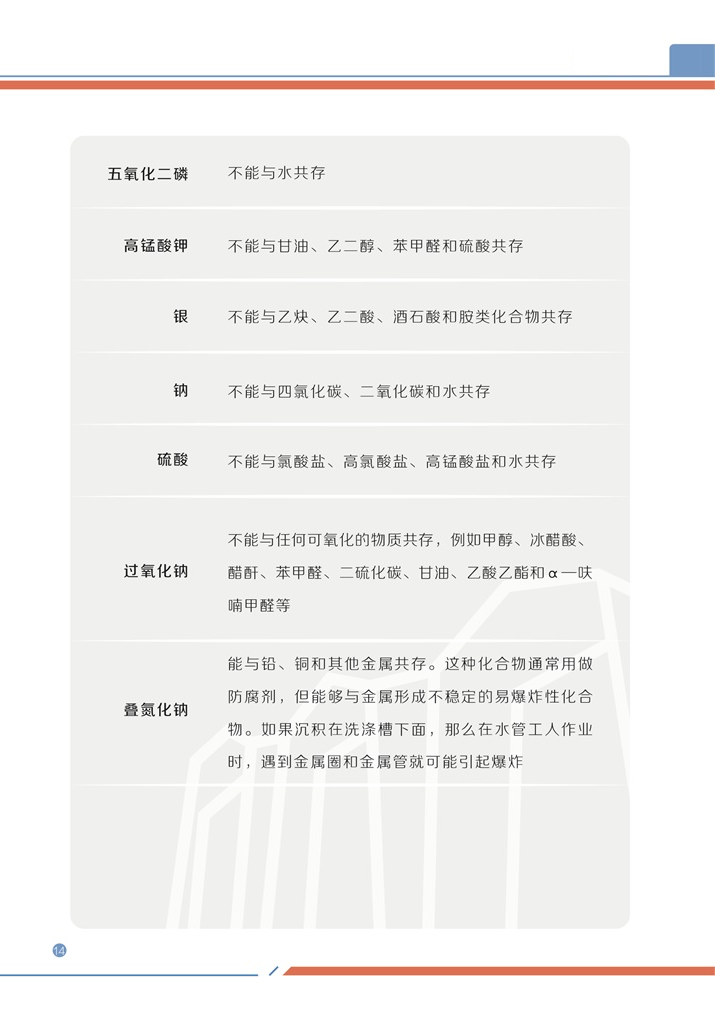 五氧化二磷 不能与水共存
高锰酸钾 不能与甘油、乙二醇、苯甲醛和硫酸共存
银 不能与乙炔、乙二酸、酒石酸和胺类化合物共存
钠 不能与四氯化碳、二氧化碳和水共存
硫酸 不能与氯酸盐、高氯酸盐、高锰酸盐和水共存
不能与任何可氧化的物质共存，例如甲醇、冰醋酸、
过氧化钠 醋酐、苯甲醛、二硫化碳、甘油、乙酸乙酯和α—呋
喃甲醛等
能与铅、铜和其他金属共存。这种化合物通常用做
防腐剂，但能够与金属形成不稳定的易爆炸性化合
叠氮化钠
物。如果沉积在洗涤槽下面，那么在水管工人作业
时，遇到金属圈和金属管就可能引起爆炸
14